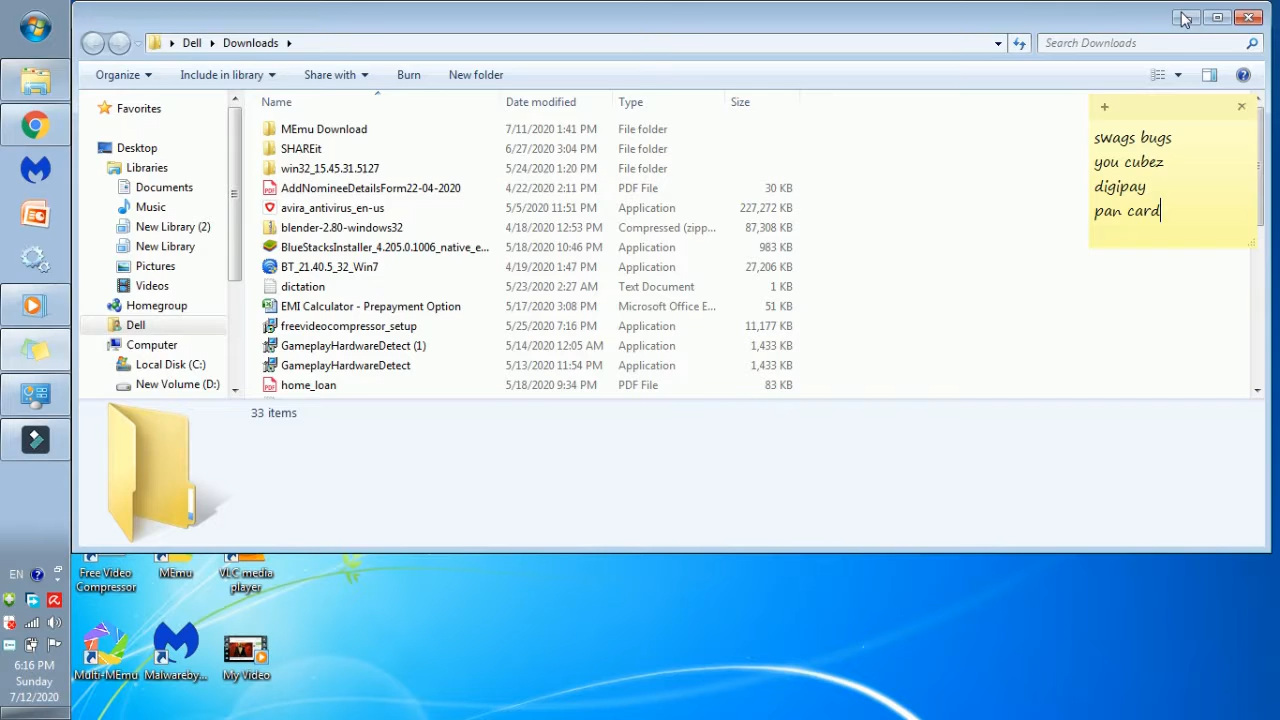 Dell Downloads
Search Downloads
Organize Include in library Share with Burn New folder
Favorites
Desktop
Libraries
Documents
Music
New Library (2)
New Library
Pictures
Videos
Homegroup
Dell
Computer
Local Disk (C:)
New Volume (D:)
Name Date modified Type Size
MEmu Download 7/11/2020 1:41 PM File folder
SHAREit 6/27/2020 3:04 PM File folder
win32_15.45.31.5127 5/24/2020 1:20 PM File folder
AddNomineeDetailsForm22-04-2020 4/22/2020 2:11 PM PDF File 30 KB
avira_antivirus_en-us 5/5/2020 11:51 PM Application 227,272 KB
blender-2.80-windows32 4/18/2020 12:53 PM Compressed (zipp... 87,308 KB
BlueStacksInstaller_4.205.0.1006_native_e... 5/18/2020 10:46 PM Application 983 KB
BT_21.40.5_32_Win7 4/19/2020 1:47 PM Application 27,206 KB
dictation 5/23/2020 2:27 AM Text Document 1 KB
EMI Calculator - Prepayment Option 5/17/2020 3:08 PM Microsoft Office E... 51 KB
freevideocompressor_setup 5/25/2020 7:16 PM Application 11,177 KB
GameplayHardwareDetect (1) 5/14/2020 12:05 AM Application 1,433 KB
GameplayHardwareDetect 5/13/2020 11:54 PM Application 1,433 KB
home_loan 5/18/2020 9:34 PM PDF File 83 KB
swags bugs
you cubez
digipay
pan card
33 items
Free Video Compressor
MEmu
VLC media player
Multi-MEmu
Malwareby...
My Video
EN
6:16 PM
Sunday
7/12/2020